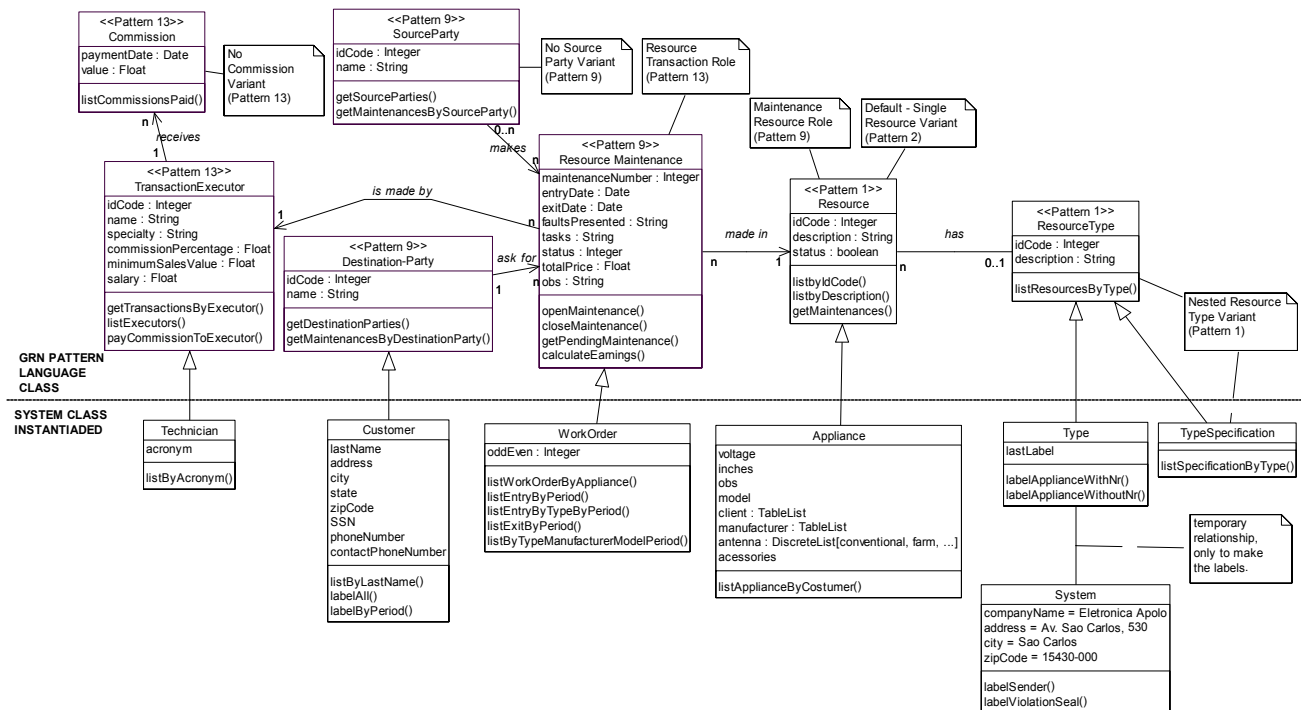 <<Pattern 13>>
Commission
paymentDate : Date
value : Float
listCommissionsPaid()
No
Commission
Variant
(Pattern 13)
<<Pattern 9>>
SourceParty
idCode : Integer
name : String
getSourceParties()
getMaintenancesBySourceParty()
No Source
Party Variant
(Pattern 9)
Resource
Transaction Role
(Pattern 13)
Maintenance
Resource Role
(Pattern 9)
Default - Single
Resource Variant
(Pattern 2)
n
receives
1
0..n
makes
n
<<Pattern 13>>
TransactionExecutor
idCode : Integer
name : String
specialty : String
commissionPercentage : Float
minimumSalesValue : Float
salary : Float
getTransactionsByExecutor()
listExecutors()
payCommissionToExecutor()
is made by
1
n
<<Pattern 9>>
Destination-Party
idCode : Integer
name : String
getDestinationParties()
getMaintenancesByDestinationParty()
ask for
1
n
<<Pattern 9>>
Resource Maintenance
maintenanceNumber : Integer
entryDate : Date
exitDate : Date
faultsPresented : String
tasks : String
status : Integer
totalPrice : Float
obs : String
openMaintenance()
closeMaintenance()
getPendingMaintenance()
calculateEarnings()
made in
n
1
<<Pattern 1>>
Resource
idCode : Integer
description : String
status : boolean
listbyIdCode()
listbyDescription()
getMaintenances()
has
n
0..1
<<Pattern 1>>
ResourceType
idCode : Integer
description : String
listResourcesByType()
Nested Resource
Type Variant
(Pattern 1)
GRN PATTERN
LANGUAGE
CLASS
SYSTEM CLASS
INSTANTIADED
Technician
acronym
listByAcronym()
Customer
lastName
address
city
state
zipCode
SSN
phoneNumber
contactPhoneNumber
listByLastName()
labelAll()
labelByPeriod()
WorkOrder
oddEven : Integer
listWorkOrderByAppliance()
listEntryByPeriod()
listEntryByTypeByPeriod()
listExitByPeriod()
listByTypeManufacturerModelPeriod()
Appliance
voltage
inches
obs
model
client : TableList
manufacturer : TableList
antenna : DiscreteList[conventional, farm, ...]
acessories
listApplianceByCostumer()
Type
lastLabel
labelApplianceWithNr()
labelApplianceWithoutNr()
TypeSpecification
listSpecificationByType()
temporary
relationship,
only to make
the labels.
System
companyName = Eletronica Apolo
address = Av. Sao Carlos, 530
city = Sao Carlos
zipCode = 15430-000
labelSender()
labelViolationSeal()